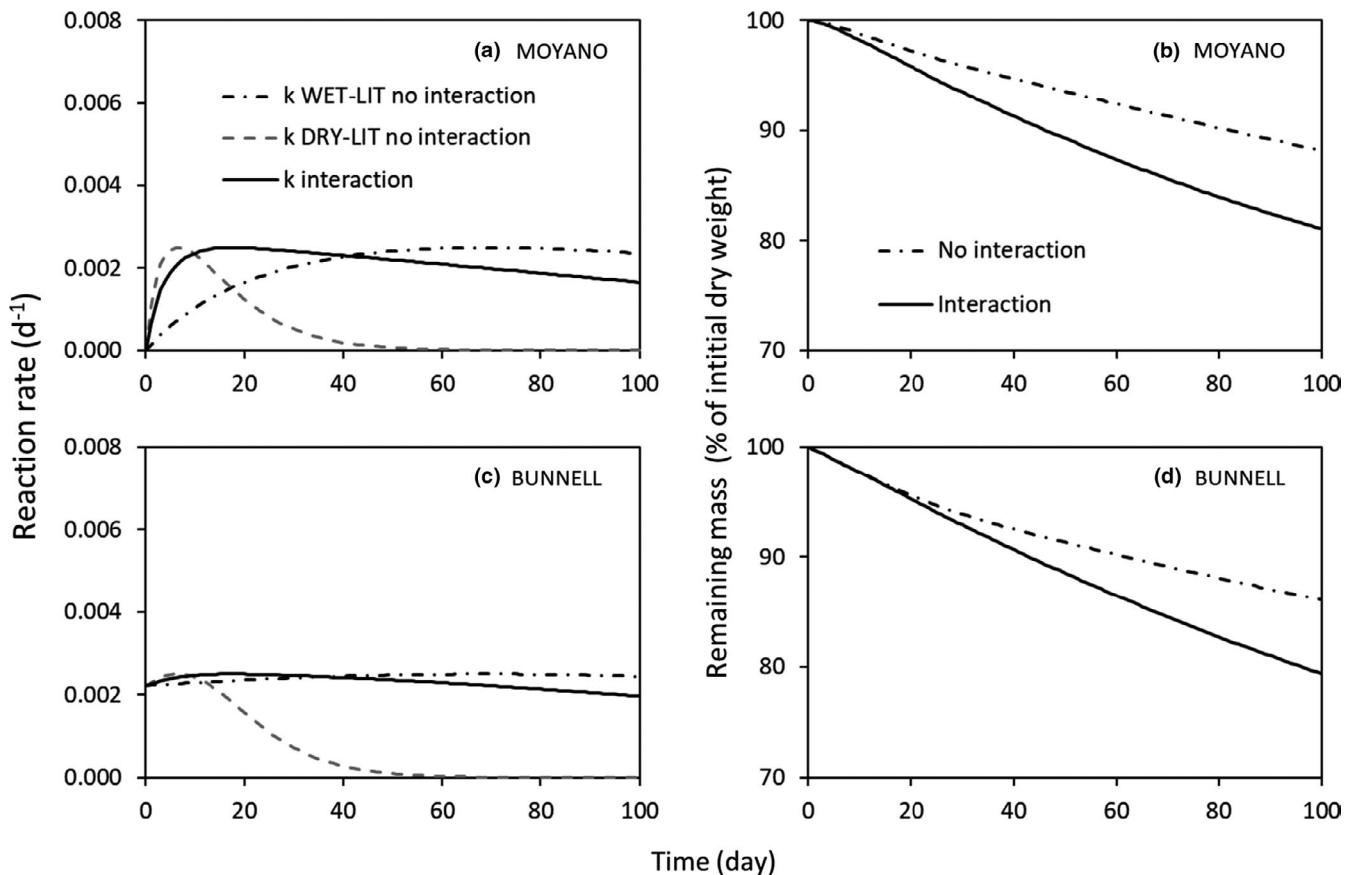 Reaction rate (d-1)
0.008
0.006
0.004
0.002
0.000
(a) MOYANO
k WET-LIT no interaction
k DRY-LIT no interaction
k interaction
0 20 40 60 80 100
Remaining mass (% of intitial dry weight)
100
90
80
70
(b) MOYANO
No interaction
Interaction
0 20 40 60 80 100
0.008
0.006
0.004
0.002
0.000
(c) BUNNELL
0 20 40 60 80 100
100
90
80
70
(d) BUNNELL
0 20 40 60 80 100
Time (day)